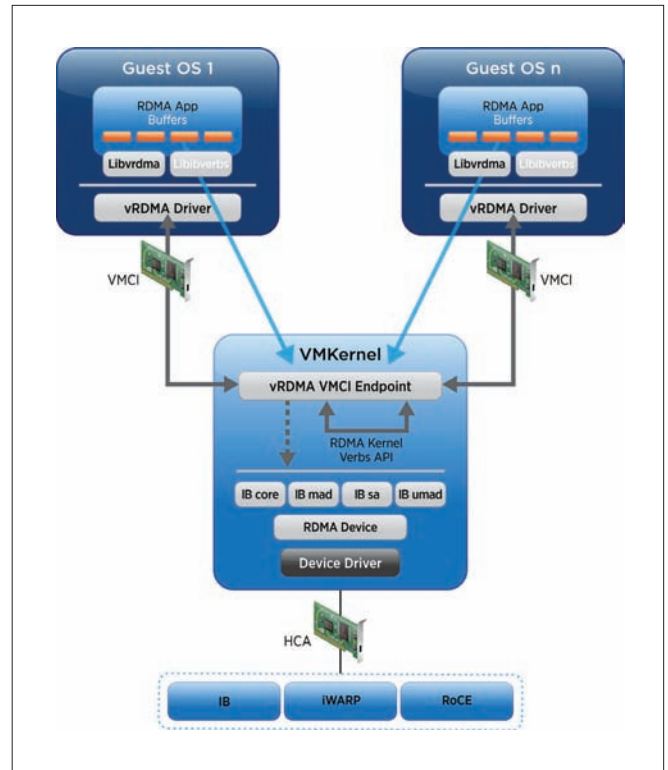 Guest OS 1
RDMA App
Buffers
Libvrdma
Libibverbs
vRDMA Driver
VMCI
Guest OS n
RDMA App
Buffers
Libvrdma
Libibverbs
vRDMA Driver
VMCI
VMKernel
vRDMA VMCI Endpoint
RDMA Kernel
Verbs API
IB core
IB mad
IB sa
IB umad
RDMA Device
Device Driver
HCA
IB
iWARP
RoCE